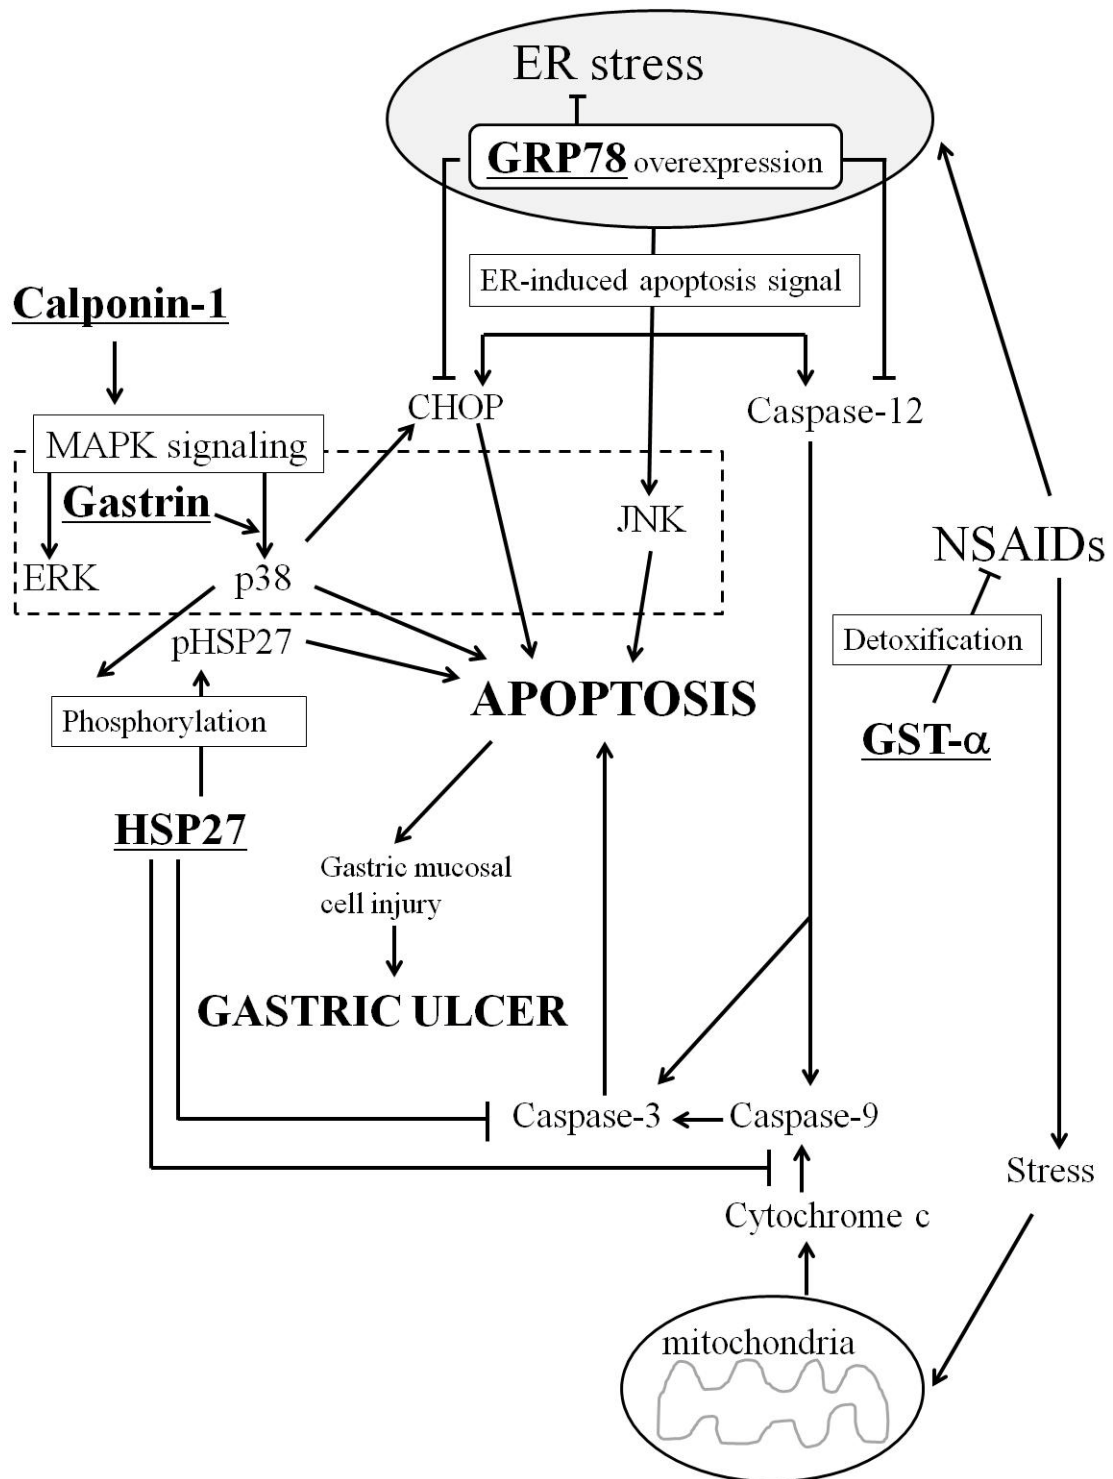 ER stress
GRP78 overexpression
ER-induced apoptosis signal
Calponin-1
CHOP
Caspase-12
MAPK signaling
Gastrin
JNK
NSAIDs
ERK
p38
pHSP27
Detoxification
APOPTOSIS
Phosphorylation
GST-α
HSP27
Gastric mucosal
cell injury
GASTRIC ULCER
Caspase-3
Caspase-9
Stress
Cytochrome c
mitochondria